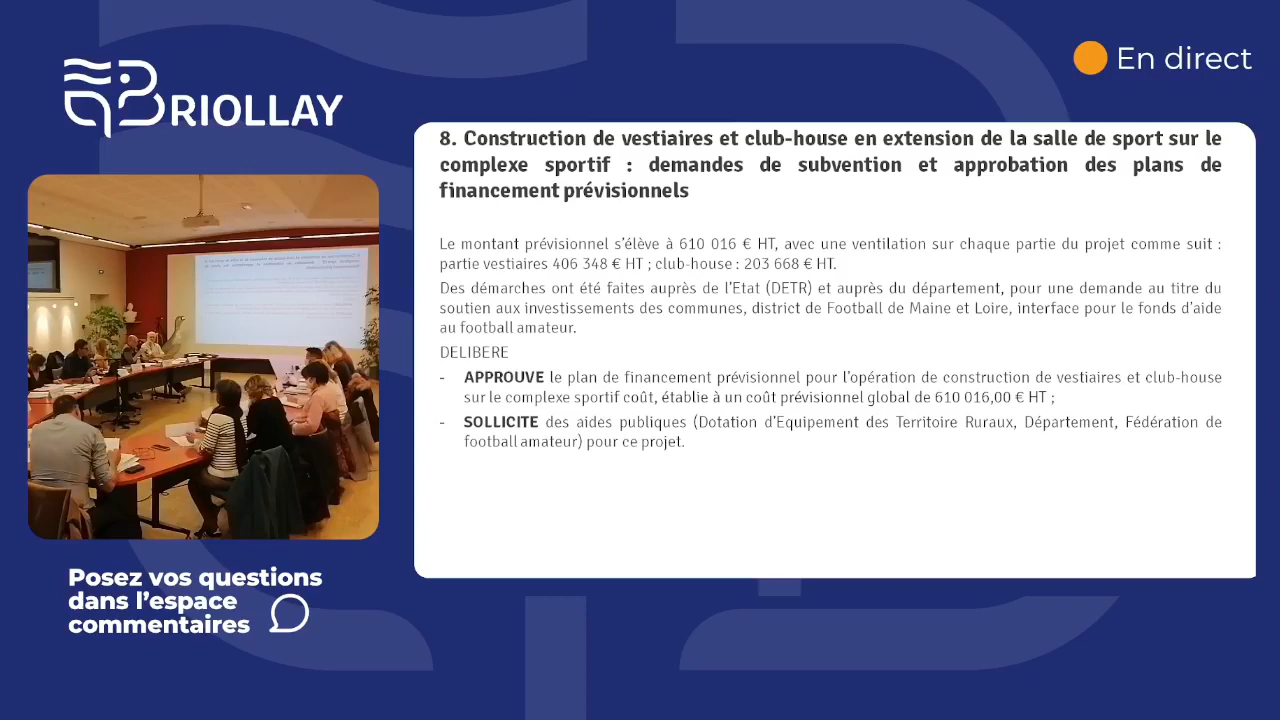 BRIOLLAY
En direct
8. Construction de vestiaires et club-house en extension de la salle de sport sur le
complexe sportif : demandes de subvention et approbation des plans de
financement prévisionnels
Le montant prévisionnel s’élève à 610 016 € HT, avec une ventilation sur chaque partie du projet comme suit :
partie vestiaires 406 348 € HT ; club-house : 203 668 € HT.
Des démarches ont été faites auprès de l’Etat (DETR) et auprès du département, pour une demande au titre du
soutien aux investissements des communes, district de Football de Maine et Loire, interface pour le fonds d’aide
au football amateur.
DELIBERE
- APPROUVE le plan de financement prévisionnel pour l’opération de construction de vestiaires et club-house
sur le complexe sportif coût, établie à un coût prévisionnel global de 610 016,00 € HT ;
- SOLLICITE des aides publiques (Dotation d’Equipement des Territoire Ruraux, Département, Fédération de
football amateur) pour ce projet.
Posez vos questions
dans l’espace
commentaires